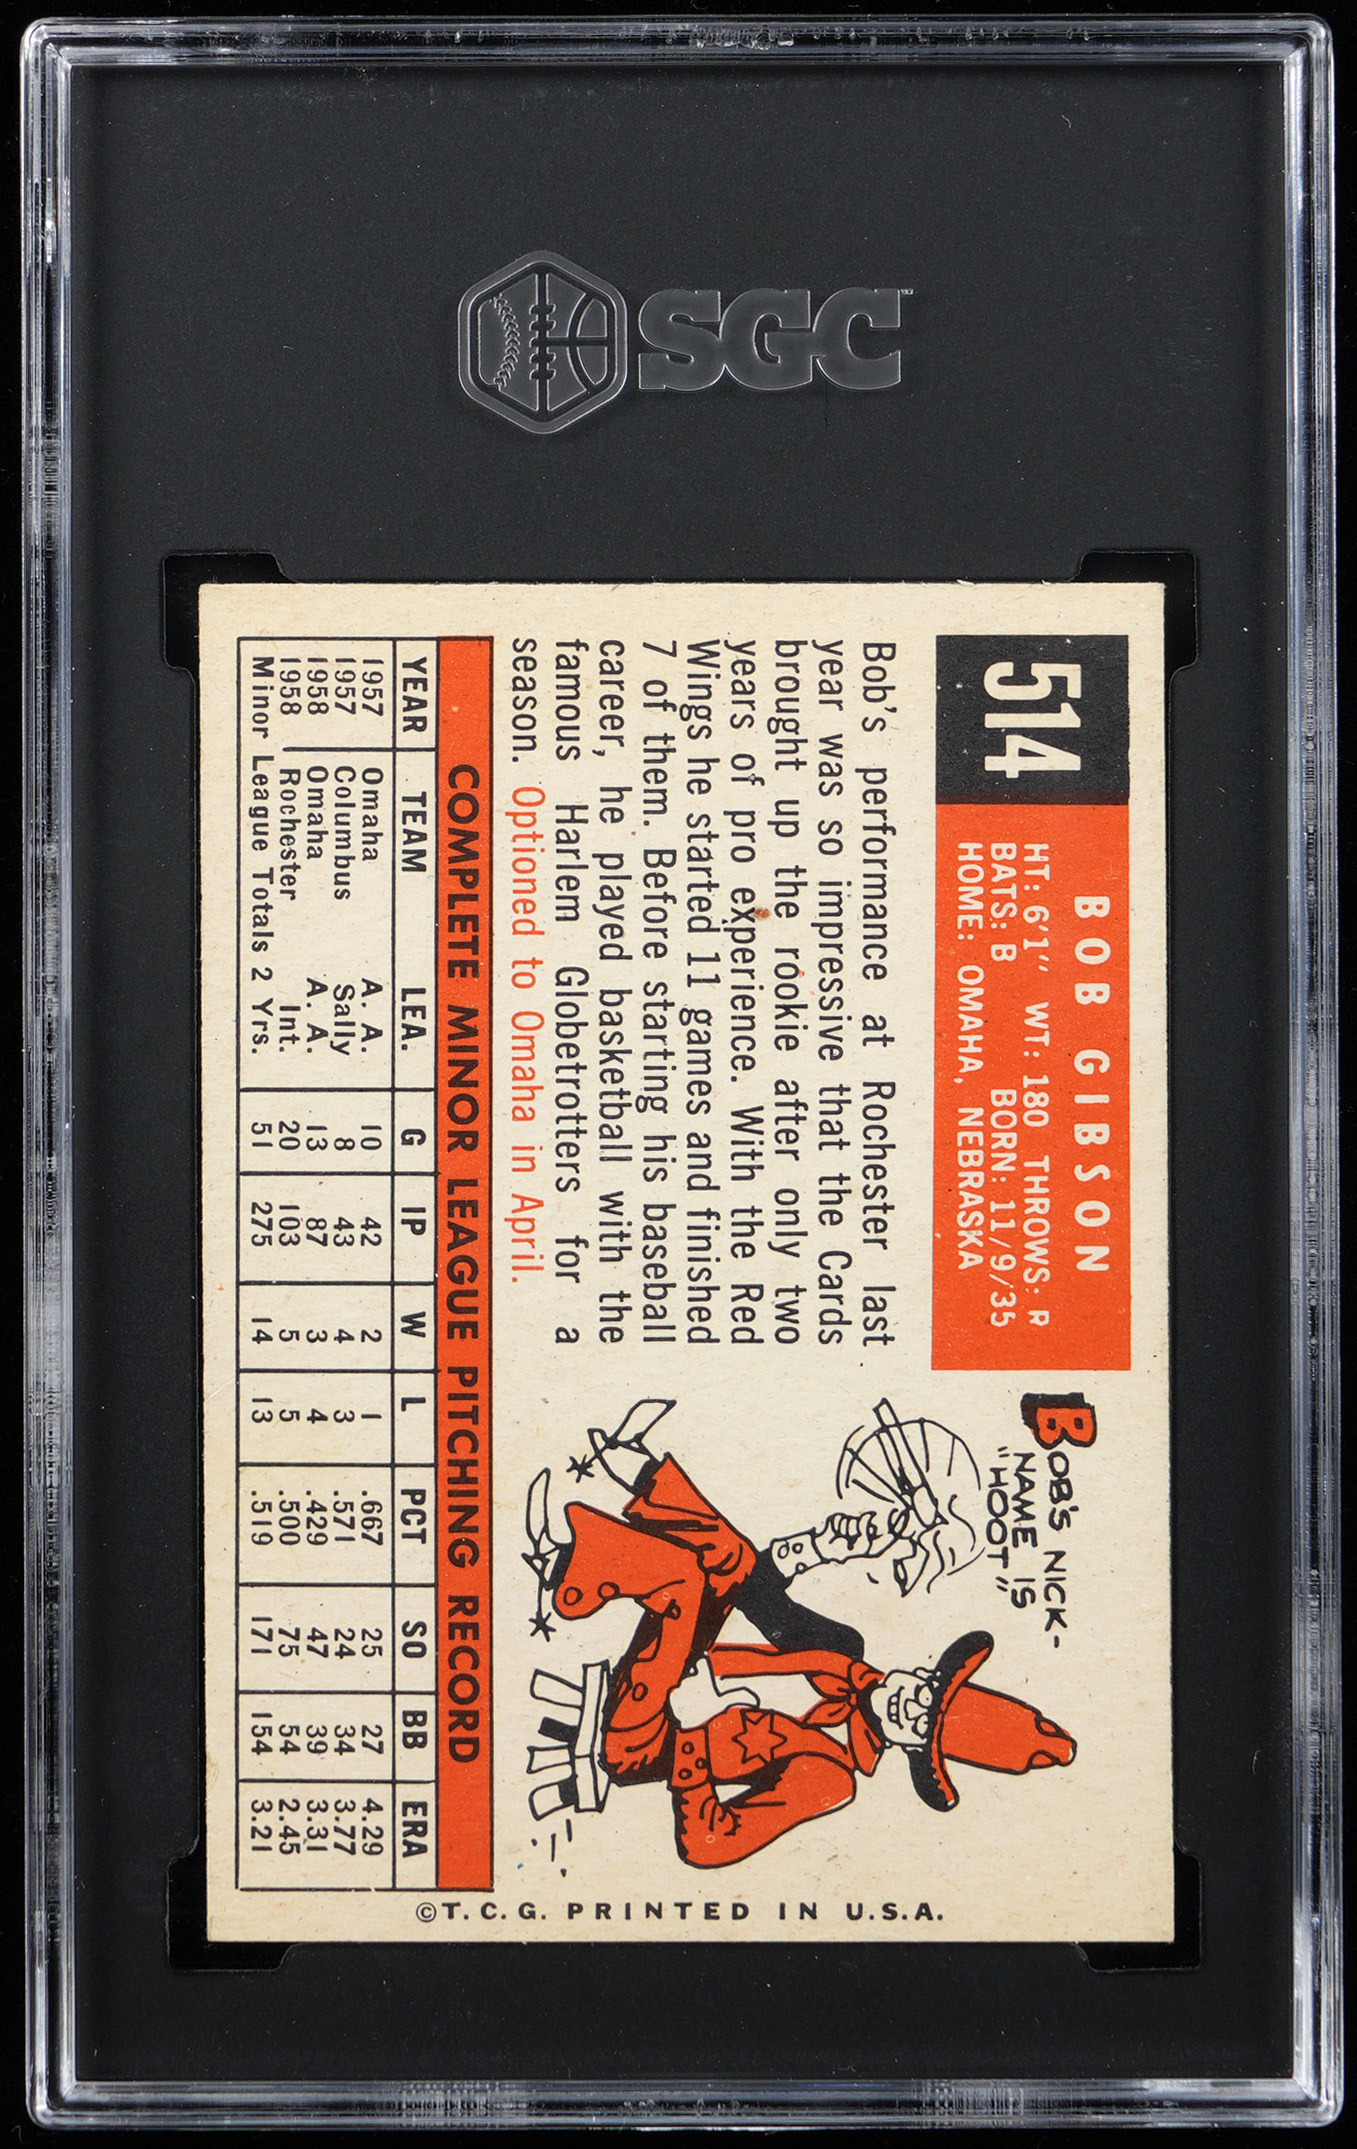 SGC
514
BOB GIBSON
HT: 6'1" WT: 180 THROWS: R
BATS: B BORN: 11/9/35
HOME: OMAHA, NEBRASKA
Bob's performance at Rochester last
year was so impressive that the Cards
brought up the rookie after only two
years of pro experience. With the Red
Wings he started 11 games and finished
7 of them. Before starting his baseball
career, he played basketball with the
famous Harlem Globetrotters for a
season. Optioned to Omaha in April.
BOB'S NICK-
NAME IS
"HOOT"
COMPLETE MINOR LEAGUE PITCHING RECORD
YEAR TEAM LEA. G IP W L PCT SO BB ERA
1957 Omaha A. A. 10 42 2 1 .667 25 27 4.29
1957 Columbus Sally 8 43 4 3 .571 24 34 3.77
1958 Omaha A. A. 13 87 3 4 .429 47 39 3.31
1958 Rochester Int. 20 103 5 5 .500 75 54 2.45
Minor League Totals 2 Yrs. 51 275 14 13 .519 171 154 3.21
©T. C. G. PRINTED IN U.S.A.